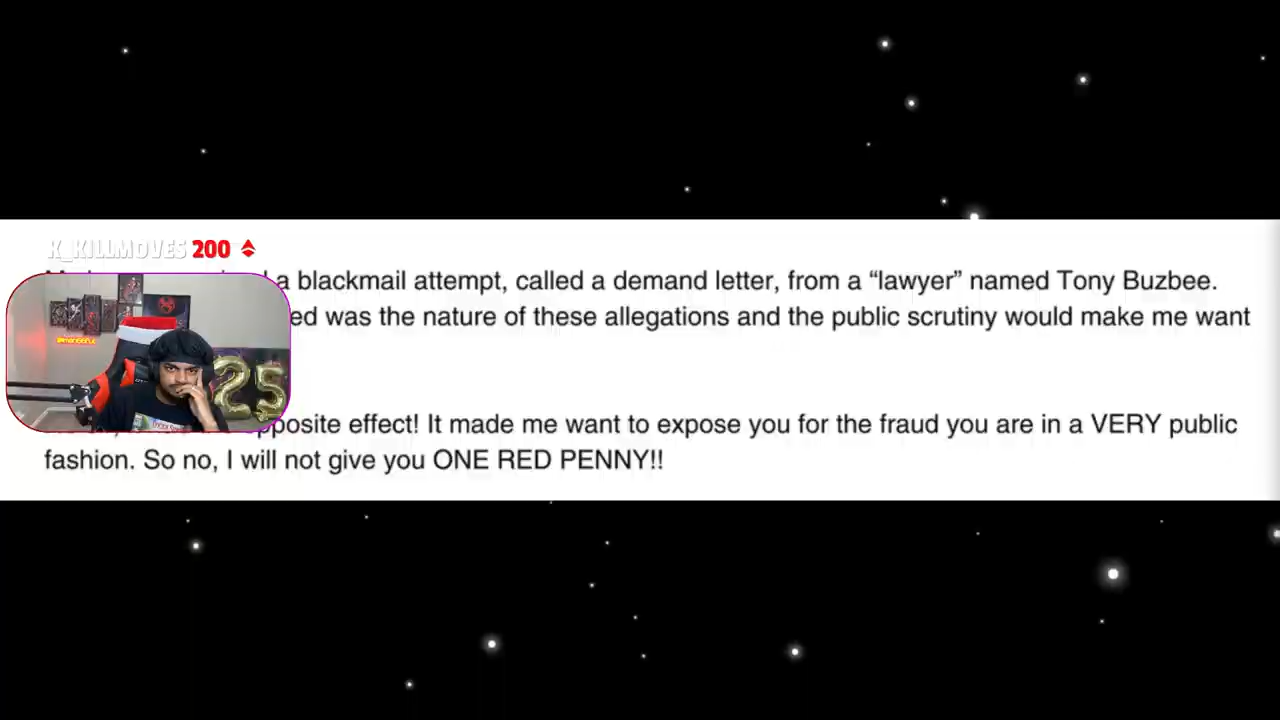 K_KILLMOVES 200
a blackmail attempt, called a demand letter, from a “lawyer” named Tony Buzbee.
ed was the nature of these allegations and the public scrutiny would make me want
opposite effect! It made me want to expose you for the fraud you are in a VERY public
fashion. So no, I will not give you ONE RED PENNY!!
25